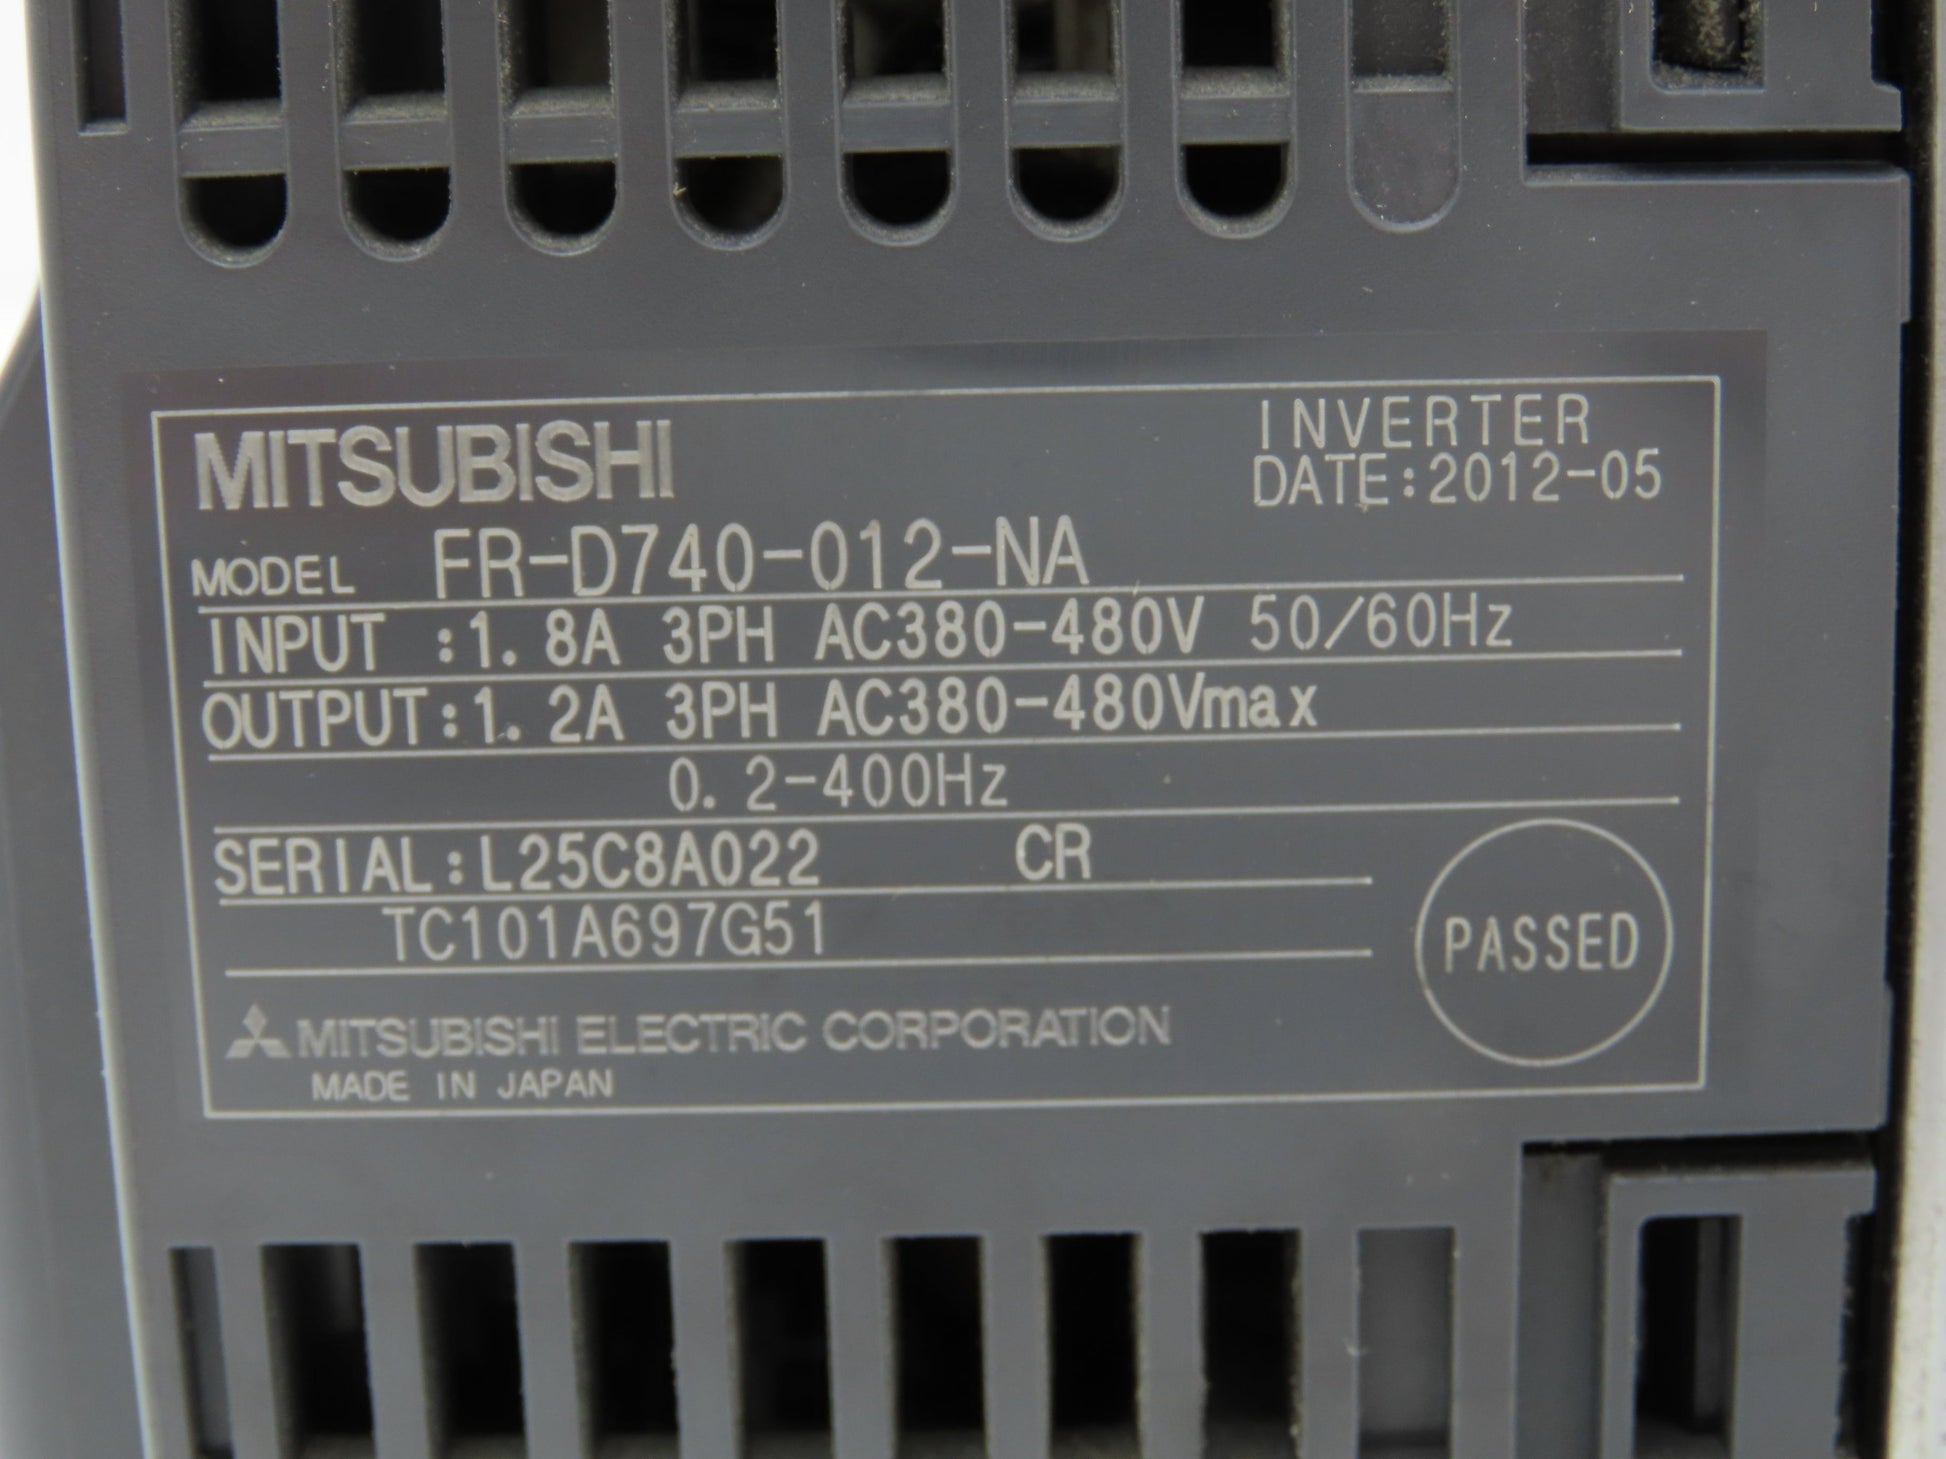 MITSUBISHI
INVERTER
DATE:2012-05
MODEL FR-D740-012-NA
INPUT :1.8A 3PH AC380-480V 50/60Hz
OUTPUT:1.2A 3PH AC380-480Vmax
0.2-400Hz
SERIAL:L25C8A022 CR
TC101A697G51
PASSED
MITSUBISHI ELECTRIC CORPORATION
MADE IN JAPAN